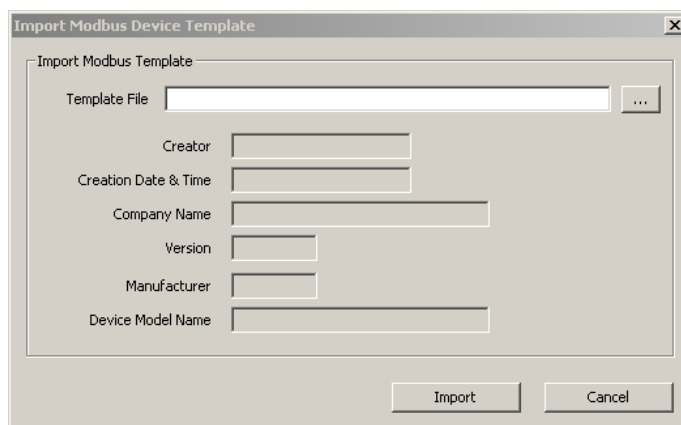 Import Modbus Device Template
Import Modbus Template
Template File
...
Creator
Creation Date & Time
Company Name
Version
Manufacturer
Device Model Name
Import Cancel